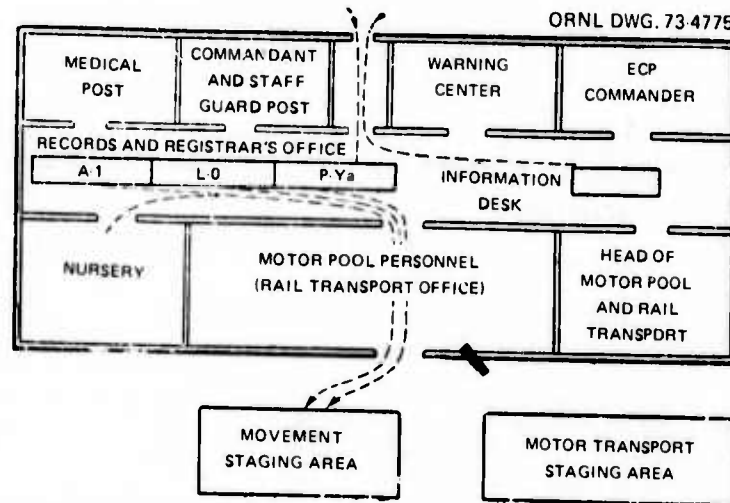 ORNL DWG. 73-4775
MEDICAL
POST
COMMANDANT
AND STAFF
GUARD POST
WARNING
CENTER
ECP
COMMANDER
RECORDS AND REGISTRAR'S OFFICE
A-1
L-0
P-Ya
INFORMATION
DESK
NURSERY
MOTOR POOL PERSONNEL
(RAIL TRANSPORT OFFICE)
HEAD OF
MOTOR POOL
AND RAIL
TRANSPORT
MOVEMENT
STAGING AREA
MOTOR TRANSPORT
STAGING AREA